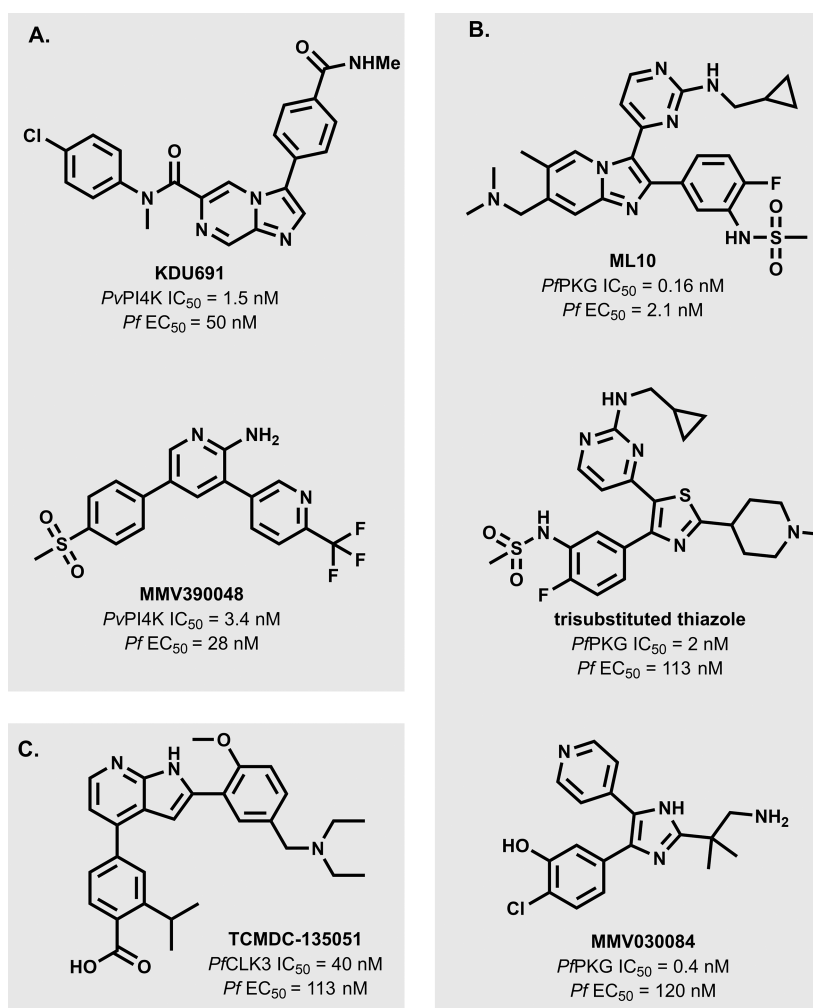 A.
O
NHMe
Cl
O
N
N
N
N
KDU691
PvPI4K IC50 = 1.5 nM
Pf EC50 = 50 nM
N
NH2
N
O
S
O
F
F
F
MMV390048
PvPI4K IC50 = 3.4 nM
Pf EC50 = 28 nM
B.
N
H
N
N
N
N
N
F
O
HN
S
O
ML10
PfPKG IC50 = 0.16 nM
Pf EC50 = 2.1 nM
HN
N
N
S
H
N
O
S
O
N
N
F
trisubstituted thiazole
PfPKG IC50 = 2 nM
Pf EC50 = 113 nM
N
NH
NH2
HO
N
Cl
MMV030084
PfPKG IC50 = 0.4 nM
Pf EC50 = 120 nM
C.
N
H
N
O
N
HO
O
TCMDC-135051
PfCLK3 IC50 = 40 nM
Pf EC50 = 113 nM